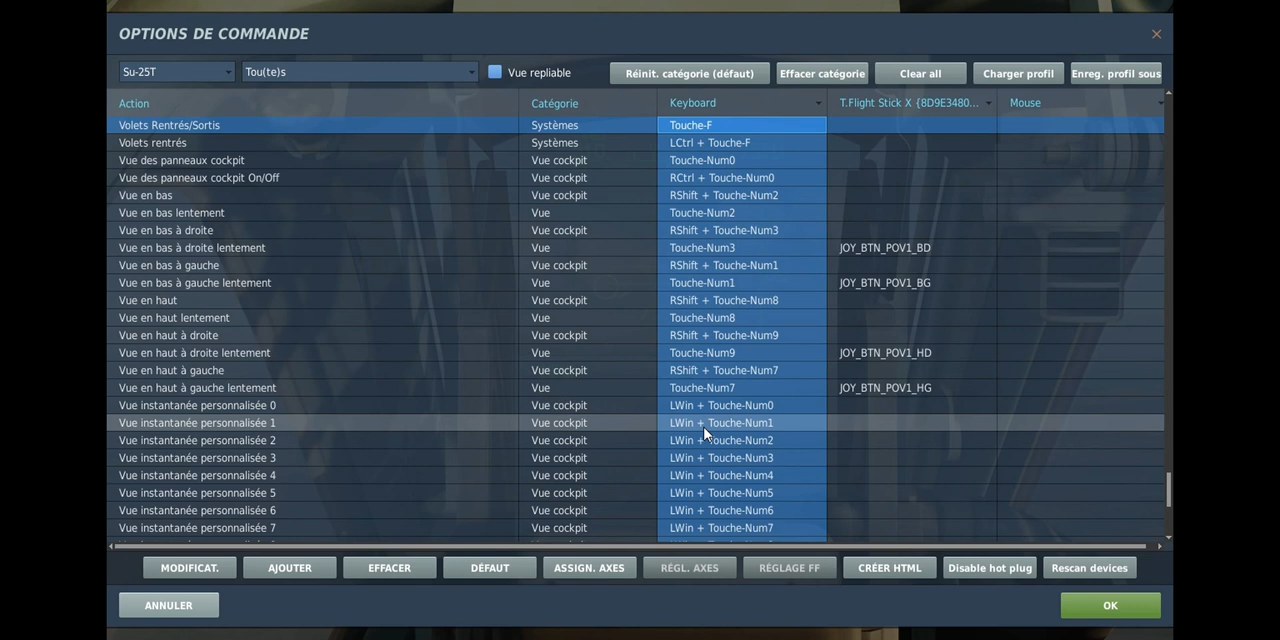 OPTIONS DE COMMANDE
Su-25T Tou(te)s Vue repliable Réinit. catégorie (défaut) Effacer catégorie Clear all Charger profil Enreg. profil sous
Action Catégorie Keyboard T.Flight Stick X {8D9E3480... Mouse
Volets Rentrés/Sortis Systèmes Touche-F
Volets rentrés Systèmes LCtrl + Touche-F
Vue des panneaux cockpit Vue cockpit Touche-Num0
Vue des panneaux cockpit On/Off Vue cockpit RCtrl + Touche-Num0
Vue en bas Vue cockpit RShift + Touche-Num2
Vue en bas lentement Vue Touche-Num2
Vue en bas à droite Vue cockpit RShift + Touche-Num3
Vue en bas à droite lentement Vue Touche-Num3 JOY_BTN_POV1_BD
Vue en bas à gauche Vue cockpit RShift + Touche-Num1
Vue en bas à gauche lentement Vue Touche-Num1 JOY_BTN_POV1_BG
Vue en haut Vue cockpit RShift + Touche-Num8
Vue en haut lentement Vue Touche-Num8
Vue en haut à droite Vue cockpit RShift + Touche-Num9
Vue en haut à droite lentement Vue Touche-Num9 JOY_BTN_POV1_HD
Vue en haut à gauche Vue cockpit RShift + Touche-Num7
Vue en haut à gauche lentement Vue Touche-Num7 JOY_BTN_POV1_HG
Vue instantanée personnalisée 0 Vue cockpit LWin + Touche-Num0
Vue instantanée personnalisée 1 Vue cockpit LWin + Touche-Num1
Vue instantanée personnalisée 2 Vue cockpit LWin + Touche-Num2
Vue instantanée personnalisée 3 Vue cockpit LWin + Touche-Num3
Vue instantanée personnalisée 4 Vue cockpit LWin + Touche-Num4
Vue instantanée personnalisée 5 Vue cockpit LWin + Touche-Num5
Vue instantanée personnalisée 6 Vue cockpit LWin + Touche-Num6
Vue instantanée personnalisée 7 Vue cockpit LWin + Touche-Num7
MODIFICAT. AJOUTER EFFACER DÉFAUT ASSIGN. AXES RÉGL. AXES RÉGLAGE FF CRÉER HTML Disable hot plug Rescan devices
ANNULER OK